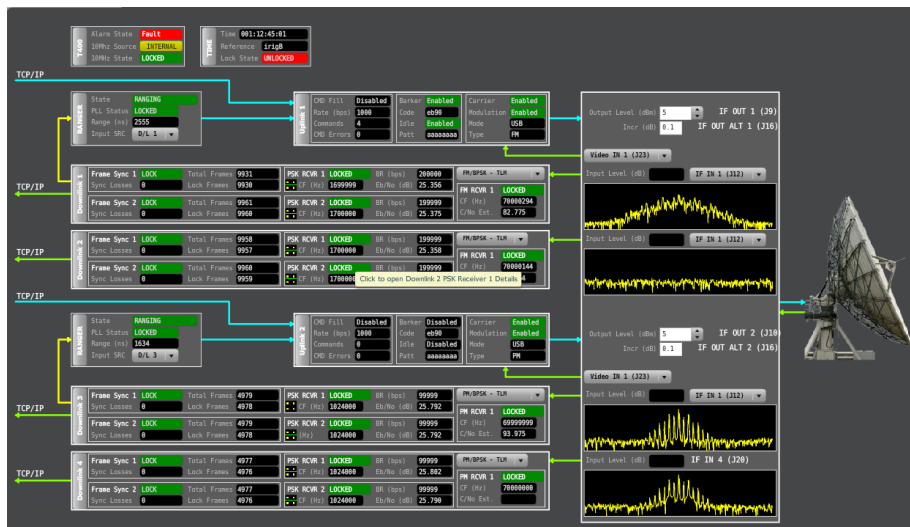 T400
Alarm State Fault
10Mhz Source INTERNAL
10MHz State LOCKED
TIME
Time 001:12:45:01
Reference irigB
Lock State UNLOCKED
TCP/IP
RANGER
State RANGING
PLL Status LOCKED
Range (ns) 2555
Input SRC D/L 1
Uplink 1
CMD Fill Disabled
Rate (bps) 1000
Commands 4
CMD Errors 0
Barker Enabled
Code eb90
Idle Enabled
Patt aaaaaaaa
Carrier Enabled
Modulation Enabled
Mode USB
Type FM
Output Level (dBm) 5 IF OUT 1 (J9)
Incr (dB) 0.1 IF OUT ALT 1 (J16)
Video IN 1 (J23)
TCP/IP
Downlink 1
Frame Sync 1 LOCK Total Frames 9931
Sync Losses 0 Lock Frames 9930
Frame Sync 2 LOCK Total Frames 9961
Sync Losses 0 Lock Frames 9960
PSK RCVR 1 LOCKED BR (bps) 200000
CF (Hz) 1699999 Eb/No (dB) 25.356
PSK RCVR 2 LOCKED BR (bps) 199999
CF (Hz) 1700000 Eb/No (dB) 25.375
FM/BPSK - TLM
FM RCVR 1 LOCKED
CF (Hz) 70000294
C/No Est. 82.775
Input Level (dB) IF IN 1 (J12)
TCP/IP
Downlink 2
Frame Sync 1 LOCK Total Frames 9958
Sync Losses 0 Lock Frames 9957
Frame Sync 2 LOCK Total Frames 9960
Sync Losses 0 Lock Frames 9959
PSK RCVR 1 LOCKED BR (bps) 199999
CF (Hz) 1700000 Eb/No (dB) 25.358
PSK RCVR 2 LOCKED BR (bps) 199999
CF (Hz) 1700000
Click to open Downlink 2 PSK Receiver 1 Details
FM/BPSK - TLM
FM RCVR 1 LOCKED
CF (Hz) 70000144
4
Input Level (dB) IF IN 1 (J12)
TCP/IP
RANGER
State RANGING
PLL Status LOCKED
Range (ns) 1634
Input SRC D/L 3
Uplink 2
CMD Fill Disabled
Rate (bps) 1000
Commands 0
CMD Errors 0
Barker Disabled
Code eb90
Idle Disabled
Patt aaaaaaaa
Carrier Enabled
Modulation Enabled
Mode USB
Type PM
Output Level (dBm) 5 IF OUT 2 (J10)
Incr (dB) 0.1 IF OUT ALT 2 (J16)
Video IN 1 (J23)
TCP/IP
Downlink 3
Frame Sync 1 LOCK Total Frames 4979
Sync Losses 0 Lock Frames 4978
Frame Sync 2 LOCK Total Frames 4979
Sync Losses 0 Lock Frames 4978
PSK RCVR 1 LOCKED BR (bps) 99999
CF (Hz) 1024000 Eb/No (dB) 25.792
PSK RCVR 2 LOCKED BR (bps) 99999
(Hz) 1024000 Eb/No (dB) 25.792
PM/BPSK - TLM
PM RCVR 1 LOCKED
CF (Hz) 69999999
C/No Est. 93.975
Input Level (dB) IF IN 1 (J12)
TCP/IP
Downlink 4
Frame Sync 1 LOCK Total Frames 4977
Sync Losses 0 Lock Frames 4976
Frame Sync 2 LOCK Total Frames 4977
Sync Losses 0 Lock Frames 4976
PSK RCVR 1 LOCKED BR (bps) 99999
CF (Hz) 1024000 Eb/No (dB) 25.802
PSK RCVR 2 LOCKED BR (bps) 99999
CF (Hz) 1024000 Eb/No (dB) 25.790
PM/BPSK - TLM
PM RCVR 1 LOCKED
CF (Hz) 70000000
C/No Est.
Input Level (dB) IF IN 4 (J20)